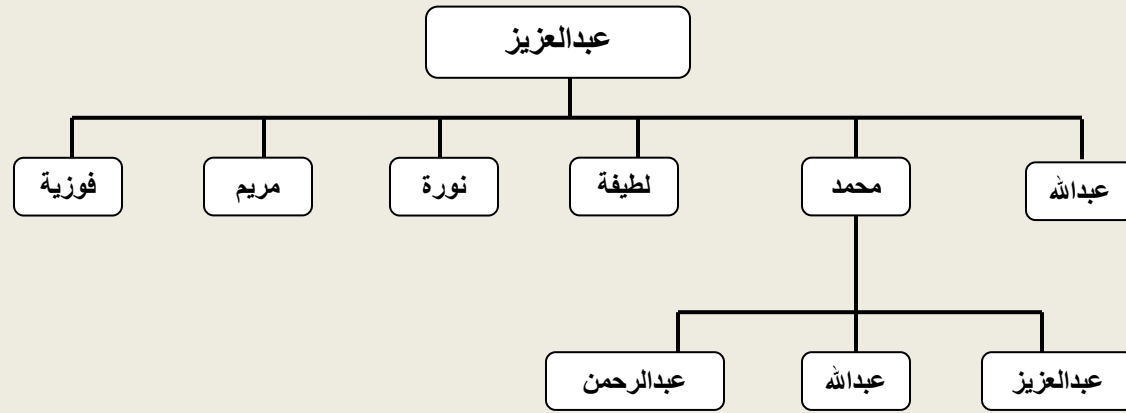 عبدالعزيز
عبدالله
محمد
لطيفة
نورة
مريم
فوزية
عبدالعزيز
عبدالله
عبدالرحمن